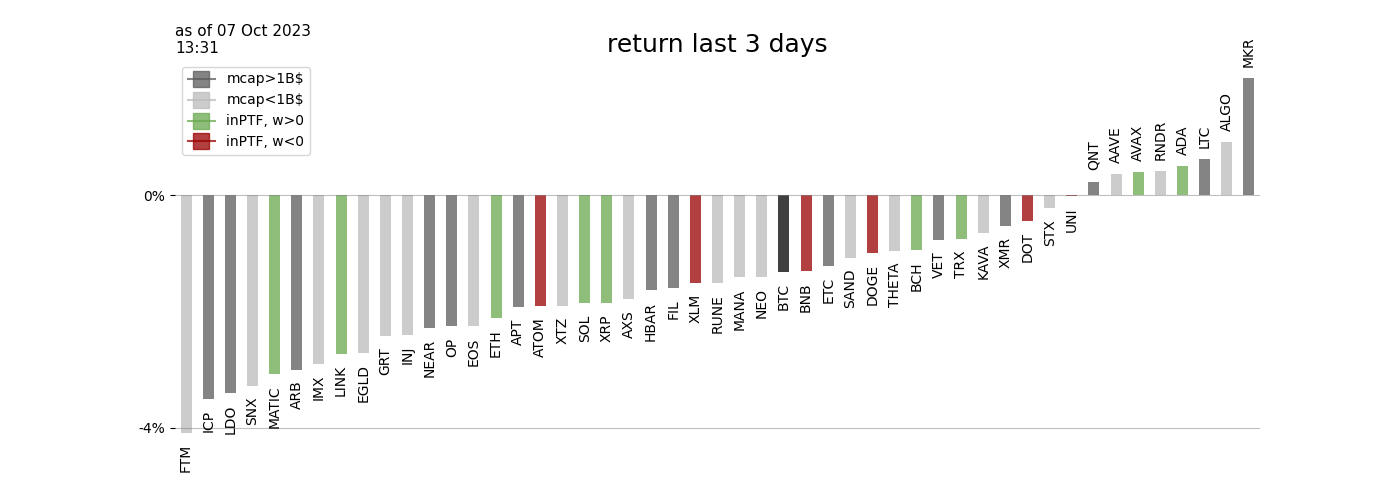 as of 07 Oct 2023
13:31
return last 3 days
mcap>1B$
mcap<1B$
inPTF, w>0
inPTF, w<0
0%
-4%
FTM
ICP
LDO
SNX
MATIC
ARB
IMX
LINK
EGLD
GRT
INJ
NEAR
OP
EOS
ETH
APT
ATOM
XTZ
SOL
XRP
AXS
HBAR
FIL
XLM
RUNE
MANA
NEO
BTC
BNB
ETC
SAND
DOGE
THETA
BCH
VET
TRX
KAVA
XMR
DOT
STX
UNI
QNT
AAVE
AVAX
RNDR
ADA
LTC
ALGO
MKR